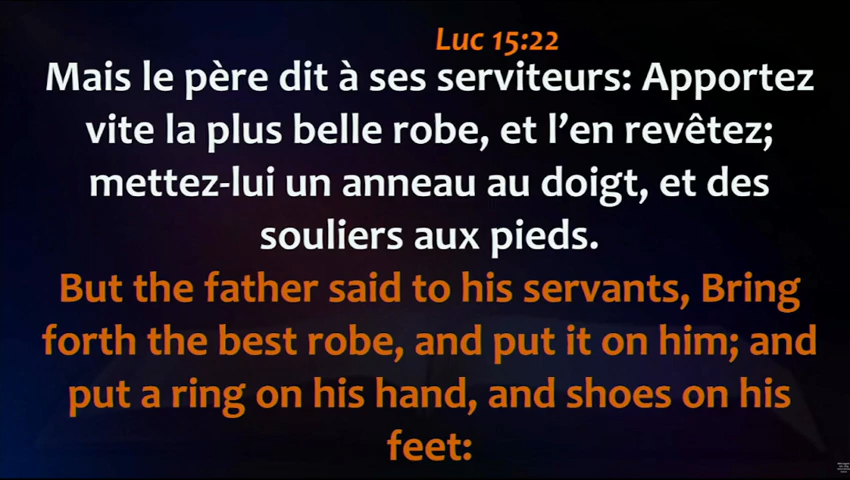 Luc 15:22
Mais le père dit à ses serviteurs: Apportez
vite la plus belle robe, et l’en revêtez;
mettez-lui un anneau au doigt, et des
souliers aux pieds.
But the father said to his servants, Bring
forth the best robe, and put it on him; and
put a ring on his hand, and shoes on his
feet: